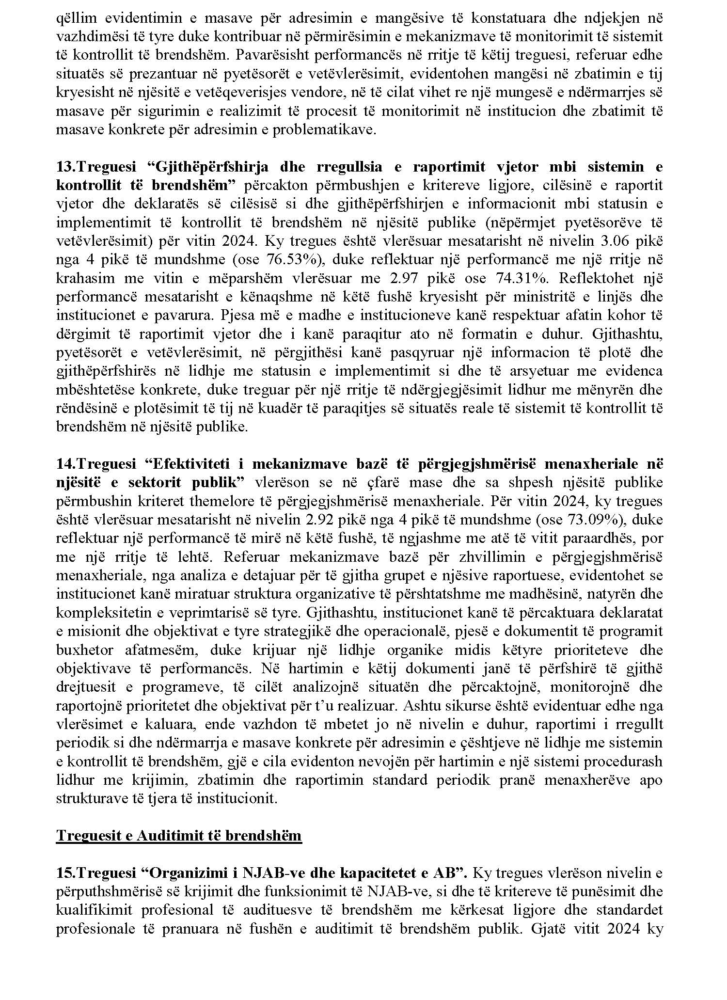 qëllim evidentimin e masave për adresimin e mangësive të konstatuara dhe ndjekjen në
vazhdimësi të tyre duke kontribuar në përmirësimin e mekanizmave të monitorimit të sistemit
të kontrollit të brendshëm. Pavarësisht performancës në rritje të këtij treguesi, referuar edhe
situatës së prezantuar në pyetësorët e vetëvlerësimit, evidentohen mangësi në zbatimin e tij
kryesisht në njësitë e vetëqeverisjes vendore, në të cilat vihet re një mungesë e ndërmarrjes së
masave për sigurimin e realizimit të procesit të monitorimit në institucion dhe zbatimit të
masave konkrete për adresimin e problematikave.
13.Treguesi “Gjithëpërfshirja dhe rregullsia e raportimit vjetor mbi sistemin e
kontrollit të brendshëm” përcakton përmbushjen e kritereve ligjore, cilësinë e raportit
vjetor dhe deklaratës së cilësisë si dhe gjithëpërfshirjen e informacionit mbi statusin e
implementimit të kontrollit të brendshëm në njësitë publike (nëpërmjet pyetësorëve të
vetëvlerësimit) për vitin 2024. Ky tregues është vlerësuar mesatarisht në nivelin 3.06 pikë
nga 4 pikë të mundshme (ose 76.53%), duke reflektuar një performancë me një rritje në
krahasim me vitin e mëparshëm vlerësuar me 2.97 pikë ose 74.31%. Reflektohet një
performancë mesatarisht e kënaqshme në këtë fushë kryesisht për ministritë e linjës dhe
institucionet e pavarura. Pjesa më e madhe e institucioneve kanë respektuar afatin kohor të
dërgimit të raportimit vjetor dhe i kanë paraqitur ato në formatin e duhur. Gjithashtu,
pyetësorët e vetëvlerësimit, në përgjithësi kanë pasqyruar një informacion të plotë dhe
gjithëpërfshirës në lidhje me statusin e implementimit si dhe të arsyetuar me evidenca
mbështetëse konkrete, duke treguar për një rritje të ndërgjegjësimit lidhur me mënyrën dhe
rëndësinë e plotësimit të tij në kuadër të paraqitjes së situatës reale të sistemit të kontrollit të
brendshëm në njësitë publike.
14.Treguesi “Efektiviteti i mekanizmave bazë të përgjegjshmërisë menaxheriale në
njësitë e sektorit publik” vlerëson se në çfarë mase dhe sa shpesh njësitë publike
përmbushin kriteret themelore të përgjegjshmërisë menaxheriale. Për vitin 2024, ky tregues
është vlerësuar mesatarisht në nivelin 2.92 pikë nga 4 pikë të mundshme (ose 73.09%), duke
reflektuar një performancë të mirë në këtë fushë, të ngjashme me atë të vitit paraardhës, por
me një rritje të lehtë. Referuar mekanizmave bazë për zhvillimin e përgjegjshmërisë
menaxheriale, nga analiza e detajuar për të gjitha grupet e njësive raportuese, evidentohet se
institucionet kanë miratuar struktura organizative të përshtatshme me madhësinë, natyrën dhe
kompleksitetin e veprimtarisë së tyre. Gjithashtu, institucionet kanë të përcaktuara deklaratat
e misionit dhe objektivat e tyre strategjikë dhe operacionalë, pjesë e dokumentit të programit
buxhetor afatmesëm, duke krijuar një lidhje organike midis këtyre prioriteteve dhe
objektivave të performancës. Në hartimin e këtij dokumenti janë të përfshirë të gjithë
drejtuesit e programeve, të cilët analizojnë situatën dhe përcaktojnë, monitorojnë dhe
raportojnë prioritetet dhe objektivat për t’u realizuar. Ashtu sikurse është evidentuar edhe nga
vlerësimet e kaluara, ende vazhdon të mbetet jo në nivelin e duhur, raportimi i rregullt
periodik si dhe ndërmarrja e masave konkrete për adresimin e çështjeve në lidhje me sistemin
e kontrollit të brendshëm, gjë e cila evidenton nevojën për hartimin e një sistemi procedurash
lidhur me krijimin, zbatimin dhe raportimin standard periodik pranë menaxherëve apo
strukturave të tjera të institucionit.
Treguesit e Auditimit të brendshëm
15.Treguesi “Organizimi i NJAB-ve dhe kapacitetet e AB”. Ky tregues vlerëson nivelin e
përputhshmërisë së krijimit dhe funksionimit të NJAB-ve, si dhe të kritereve të punësimit dhe
kualifikimit profesional të audituesve të brendshëm me kërkesat ligjore dhe standardet
profesionale të pranuara në fushën e auditimit të brendshëm publik. Gjatë vitit 2024 ky